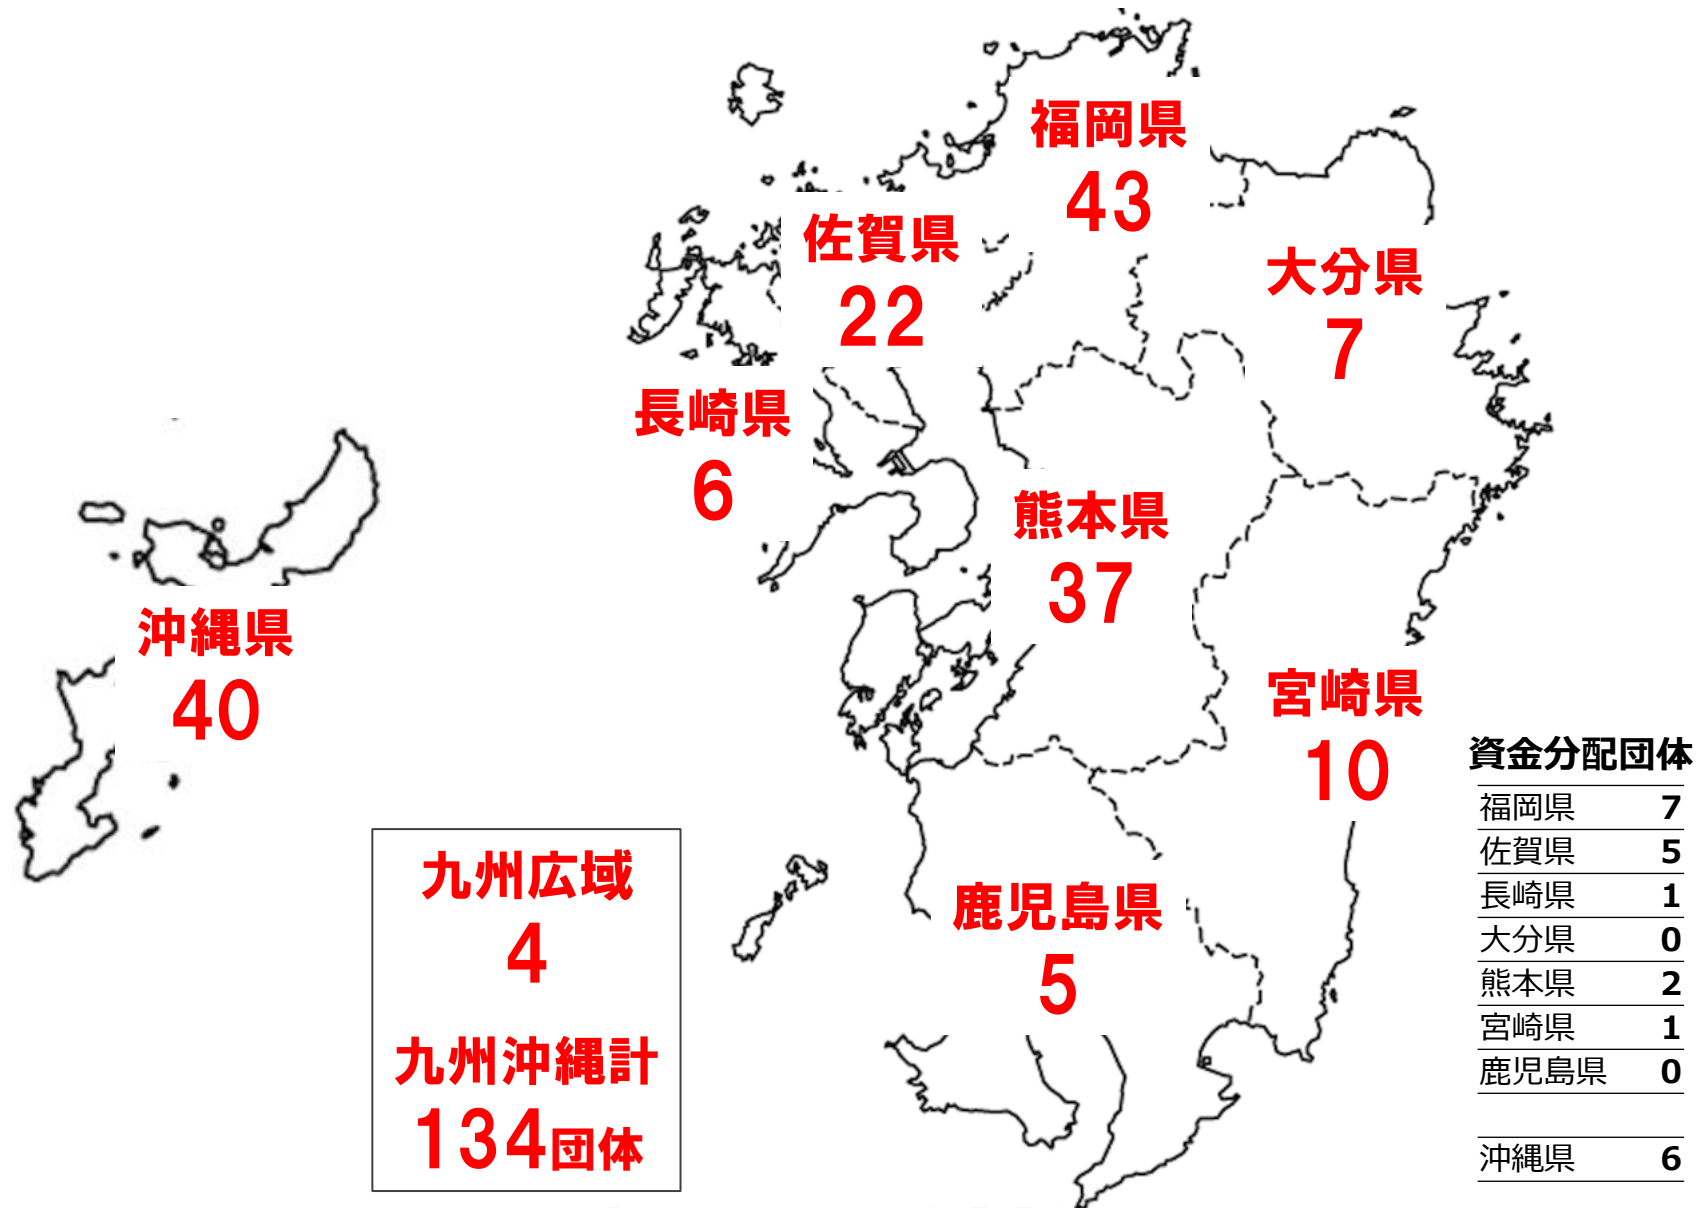 福岡県
43
佐賀県
22
大分県
7
長崎県
6
熊本県
37
沖縄県
40
宮崎県
10
鹿児島県
5
九州広域
4
九州沖縄計
134団体
資金分配団体
福岡県 7
佐賀県 5
長崎県 1
大分県 0
熊本県 2
宮崎県 1
鹿児島県 0
沖縄県 6